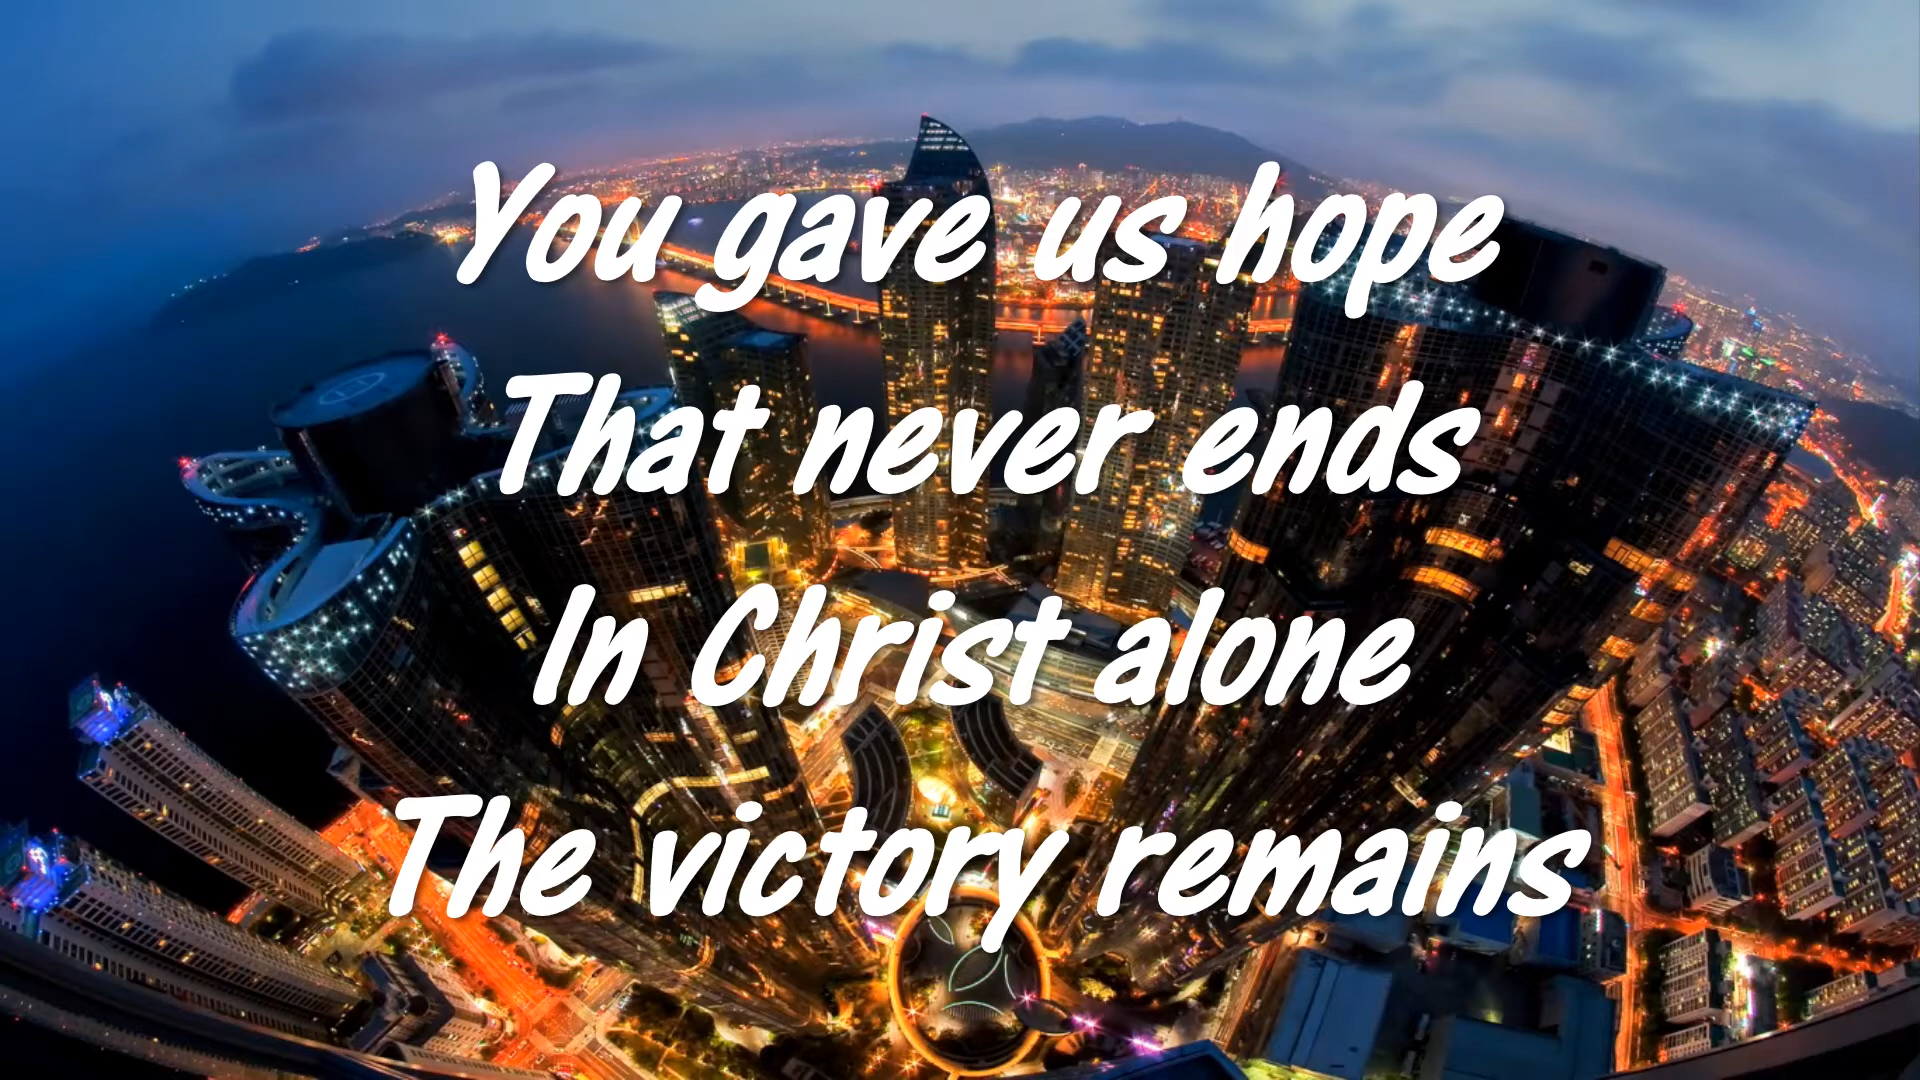 You gave us hope
That never ends
In Christ alone
The victory remains